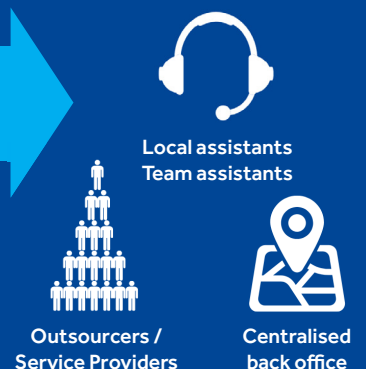 Local assistants
Team assistants
Outsourcers /
Service Providers
Centralised
back office